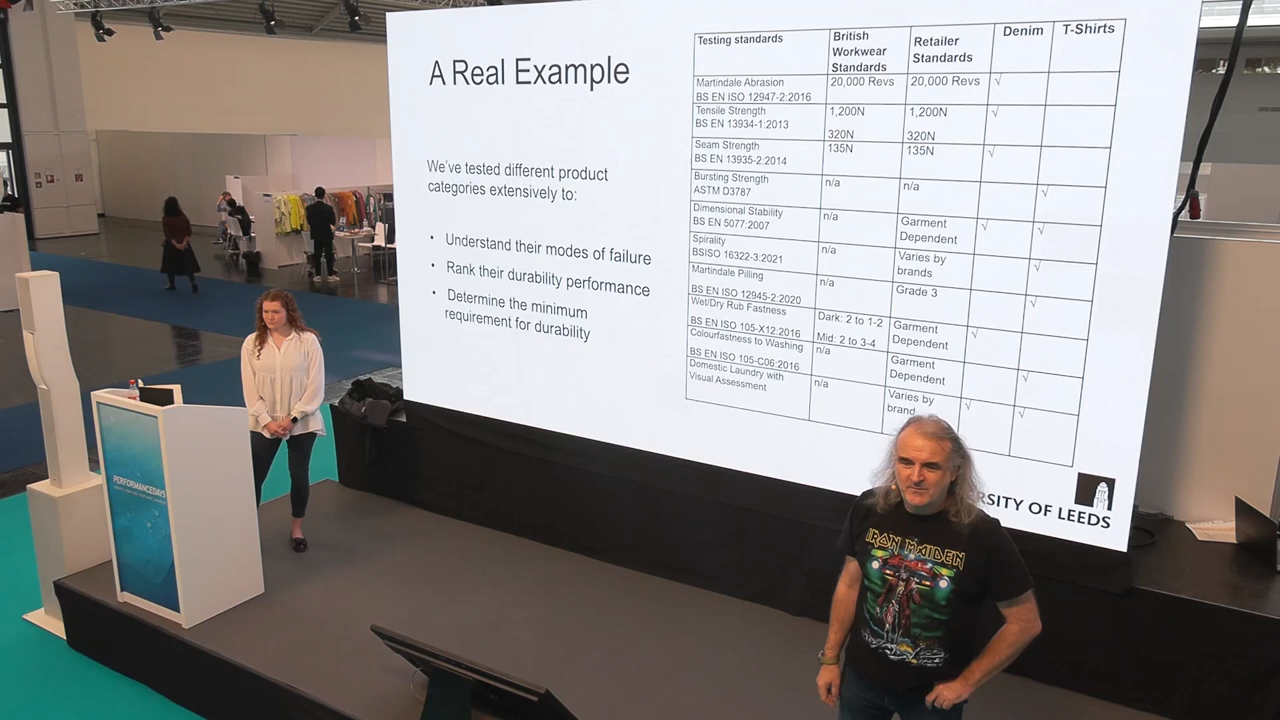 A Real Example
We've tested different product
categories extensively to:
• Understand their modes of failure
• Rank their durability performance
• Determine the minimum
requirement for durability
Testing standards
British
Workwear
Standards
Retailer
Standards
Denim
T-Shirts
Martindale Abrasion
BS EN ISO 12947-2:2016
20,000 Revs
20,000 Revs
√
Tensile Strength
BS EN 13934-1:2013
1,200N
320N
1,200N
320N
√
Seam Strength
BS EN 13935-2:2014
135N
135N
√
Bursting Strength
ASTM D3787
n/a
n/a
√
Dimensional Stability
BS EN 5077:2007
n/a
Garment
Dependent
√
√
Spirality
BSISO 16322-3:2021
n/a
Varies by
brands
√
Martindale Pilling
BS EN ISO 12945-2:2020
n/a
Grade 3
√
Wet/Dry Rub Fastness
BS EN ISO 105-X12:2016
Dark: 2 to 1-2
Mid: 2 to 3-4
Garment
Dependent
√
Colourfastness to Washing
BS EN ISO 105-C06:2016
n/a
Garment
Dependent
√
Domestic Laundry with
Visual Assessment
n/a
Varies by
brand
√
√
RSITY OF LEEDS
PERFORMANCEDAYS
IRON MAIDEN